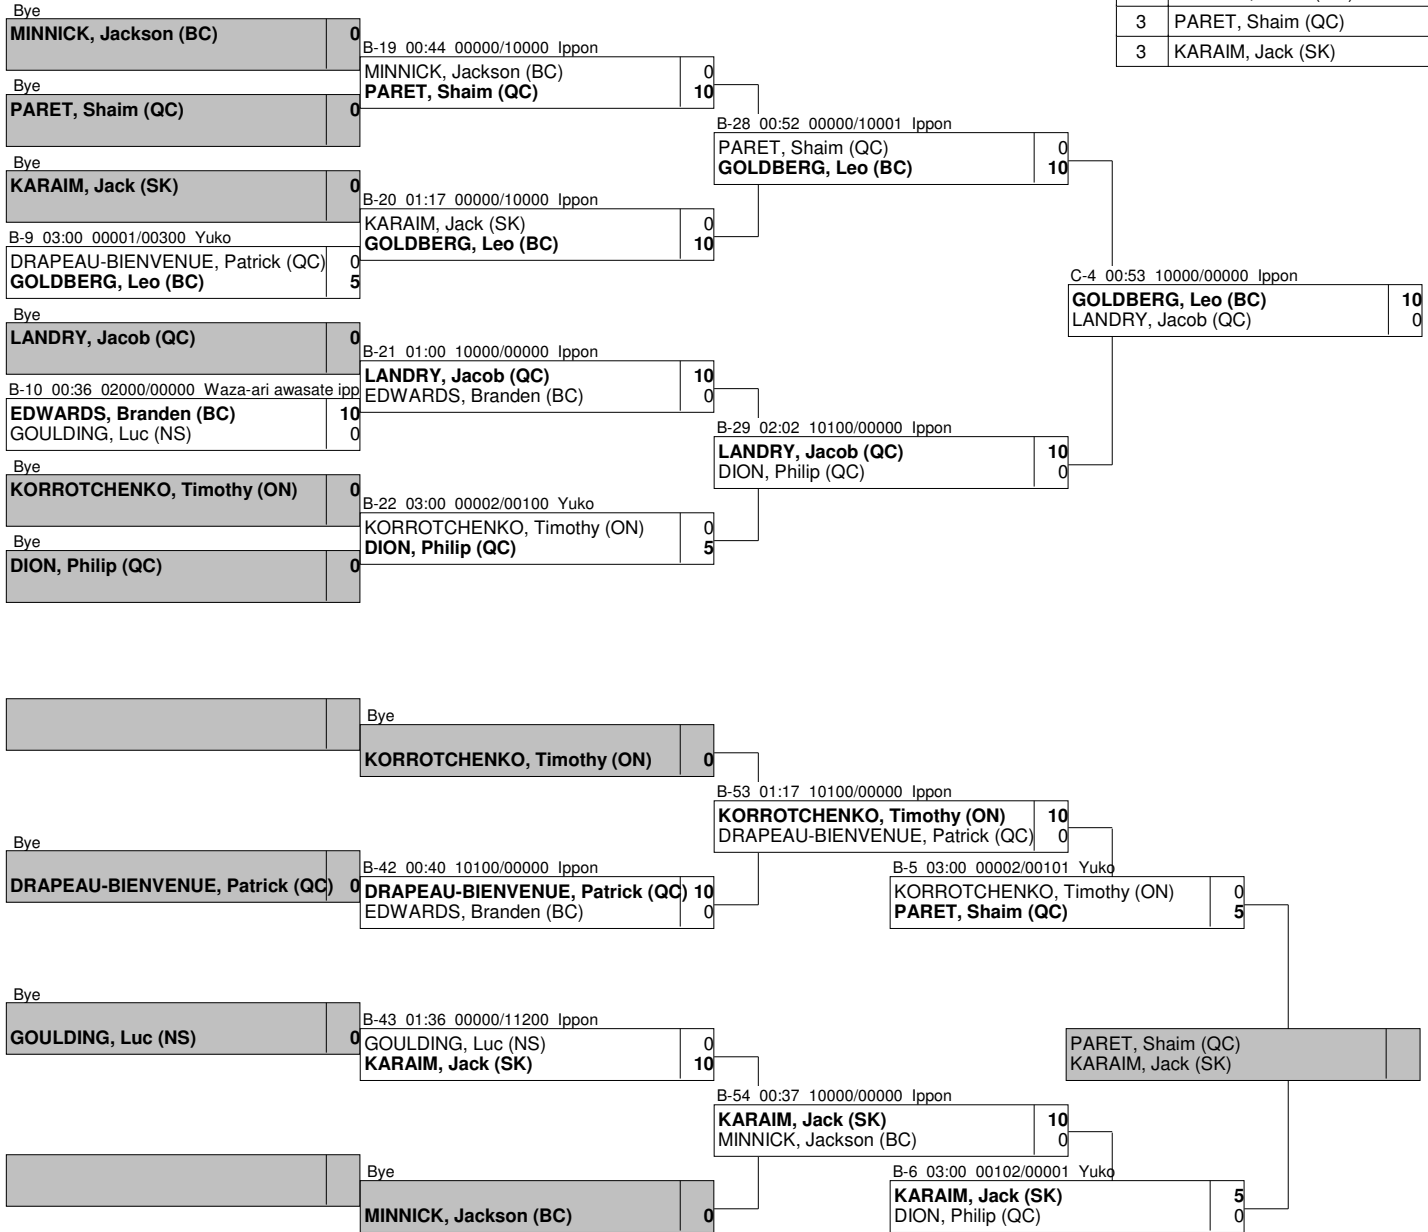 Bye
MINNICK, Jackson (BC) 0
Bye
PARET, Shaim (QC) 0
Bye
KARAIM, Jack (SK) 0
B-9 03:00 00001/00300 Yuko
DRAPEAU-BIENVENUE, Patrick (QC) 0
GOLDBERG, Leo (BC) 5
Bye
LANDRY, Jacob (QC) 0
B-10 00:36 02000/00000 Waza-ari awasate ipp
EDWARDS, Branden (BC) 10
GOULDING, Luc (NS) 0
Bye
KORROTCHENKO, Timothy (ON) 0
Bye
DION, Philip (QC) 0
B-19 00:44 00000/10000 Ippon
MINNICK, Jackson (BC) 0
PARET, Shaim (QC) 10
B-20 01:17 00000/10000 Ippon
KARAIM, Jack (SK) 0
GOLDBERG, Leo (BC) 10
B-21 01:00 10000/00000 Ippon
LANDRY, Jacob (QC) 10
EDWARDS, Branden (BC) 0
B-22 03:00 00002/00100 Yuko
KORROTCHENKO, Timothy (ON) 0
DION, Philip (QC) 5
B-28 00:52 00000/10001 Ippon
PARET, Shaim (QC) 0
GOLDBERG, Leo (BC) 10
B-29 02:02 10100/00000 Ippon
LANDRY, Jacob (QC) 10
DION, Philip (QC) 0
3 PARET, Shaim (QC)
3 KARAIM, Jack (SK)
C-4 00:53 10000/00000 Ippon
GOLDBERG, Leo (BC) 10
LANDRY, Jacob (QC) 0
Bye
KORROTCHENKO, Timothy (ON) 0
Bye
DRAPEAU-BIENVENUE, Patrick (QC) 0
B-42 00:40 10100/00000 Ippon
DRAPEAU-BIENVENUE, Patrick (QC) 10
EDWARDS, Branden (BC) 0
B-53 01:17 10100/00000 Ippon
KORROTCHENKO, Timothy (ON) 10
DRAPEAU-BIENVENUE, Patrick (QC) 0
B-5 03:00 00002/00101 Yuko
KORROTCHENKO, Timothy (ON) 0
PARET, Shaim (QC) 5
Bye
GOULDING, Luc (NS) 0
B-43 01:36 00000/11200 Ippon
GOULDING, Luc (NS) 0
KARAIM, Jack (SK) 10
PARET, Shaim (QC)
KARAIM, Jack (SK)
B-54 00:37 10000/00000 Ippon
KARAIM, Jack (SK) 10
MINNICK, Jackson (BC) 0
Bye
MINNICK, Jackson (BC) 0
B-6 03:00 00102/00001 Yuko
KARAIM, Jack (SK) 5
DION, Philip (QC) 0